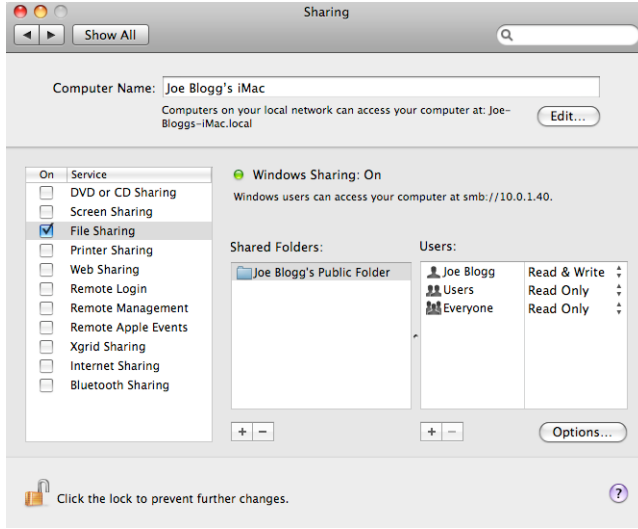 Sharing
Show All
Computer Name: Joe Blogg's iMac
Computers on your local network can access your computer at: Joe-
Bloggs-iMac.local
Edit...
On Service
DVD or CD Sharing
Screen Sharing
File Sharing
Printer Sharing
Web Sharing
Remote Login
Remote Management
Remote Apple Events
Xgrid Sharing
Internet Sharing
Bluetooth Sharing
Windows Sharing: On
Windows users can access your computer at smb://10.0.1.40.
Shared Folders:
Joe Blogg's Public Folder
Users:
Joe Blogg Read & Write
Users Read Only
Everyone Read Only
+ −
+ −
Options...
Click the lock to prevent further changes.
?